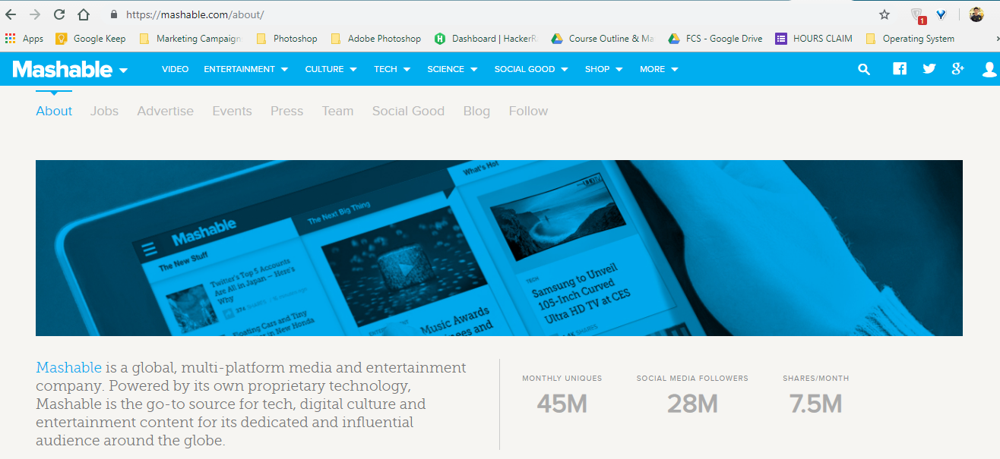 https://mashable.com/about/
1
Apps Google Keep Marketing Campaign Photoshop Adobe Photoshop Dashboard | HackerR Course Outline & Ma FCS - Google Drive HOURS CLAIM Operating System
Mashable VIDEO ENTERTAINMENT CULTURE TECH SCIENCE SOCIAL GOOD SHOP MORE
About Jobs Advertise Events Press Team Social Good Blog Follow
What's Hot
The Next Big Thing
Mashable
The New Stuff
Twitter's Top 5 Accounts
Are All in Japan — Here's
Why
374 SHARES
Floating Cars and Tiny
in New Honda
Music Awards
and
TECH
Samsung to Unveil
105-Inch Curved
Ultra HD TV at CES
SHARES
Mashable is a global, multi-platform media and entertainment
company. Powered by its own proprietary technology,
Mashable is the go-to source for tech, digital culture and
entertainment content for its dedicated and influential
audience around the globe.
MONTHLY UNIQUES
45M
SOCIAL MEDIA FOLLOWERS
28M
SHARES/MONTH
7.5M